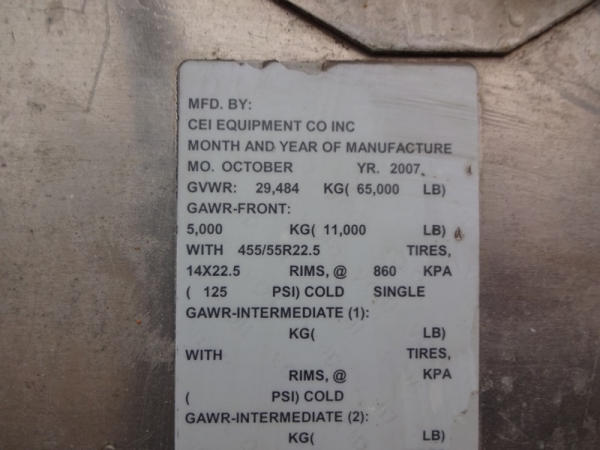 MFD. BY:
CEI EQUIPMENT CO INC
MONTH AND YEAR OF MANUFACTURE
MO. OCTOBER YR. 2007
GVWR: 29,484 KG( 65,000 LB)
GAWR-FRONT:
5,000 KG( 11,000 LB)
WITH 455/55R22.5 TIRES,
14X22.5 RIMS, @ 860 KPA
( 125 PSI) COLD SINGLE
GAWR-INTERMEDIATE (1):
KG( LB)
WITH TIRES,
RIMS, @ KPA
( PSI) COLD
GAWR-INTERMEDIATE (2):
KG( LB)